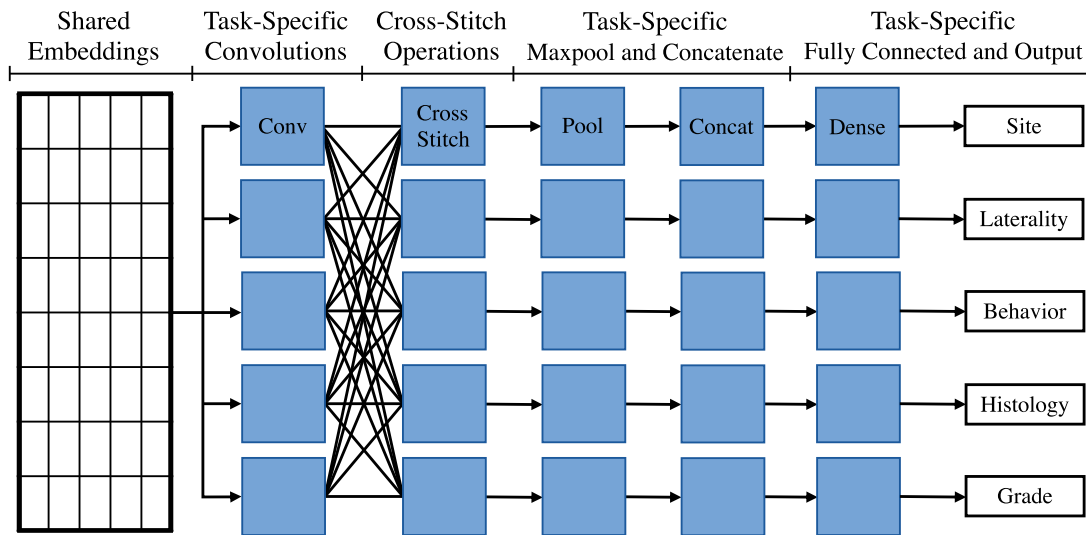 Shared
Embeddings
Task-Specific
Convolutions
Cross-Stitch
Operations
Task-Specific
Maxpool and Concatenate
Task-Specific
Fully Connected and Output
Conv
Cross
Stitch
Pool
Concat
Dense
Site
Laterality
Behavior
Histology
Grade